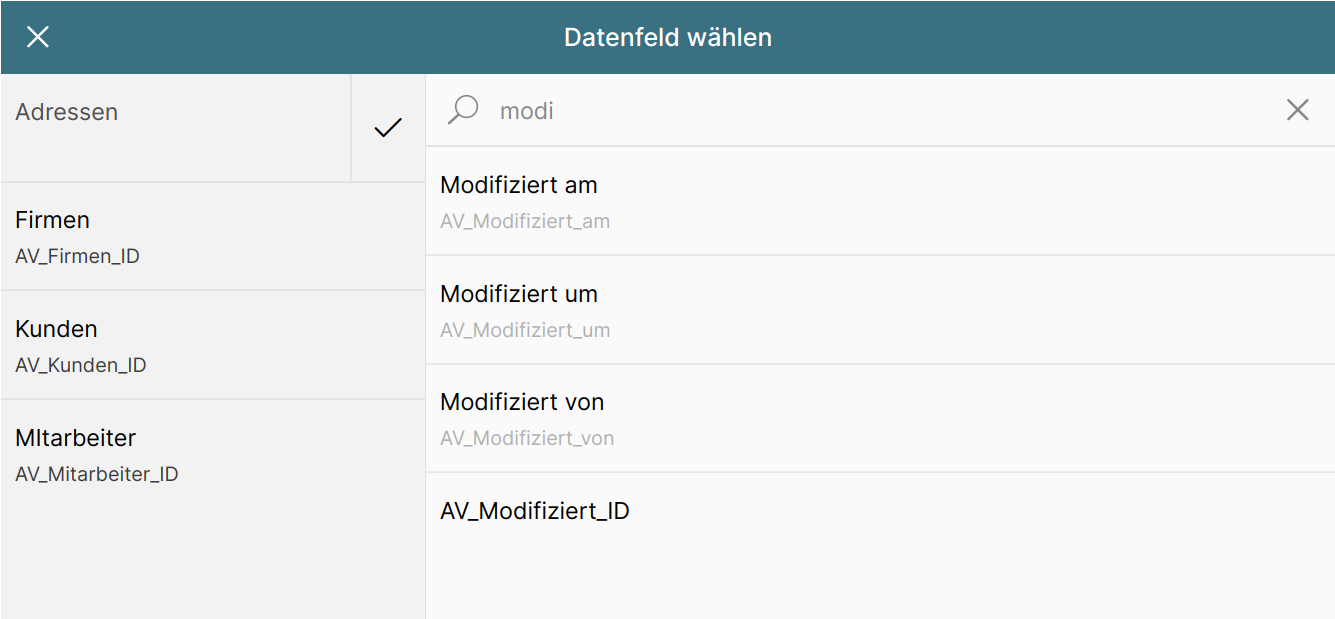 Datenfeld wählen
Adressen
Firmen
AV_Firmen_ID
Kunden
AV_Kunden_ID
MItarbeiter
AV_Mitarbeiter_ID
modi
Modifiziert am
AV_Modifiziert_am
Modifiziert um
AV_Modifiziert_um
Modifiziert von
AV_Modifiziert_von
AV_Modifiziert_ID